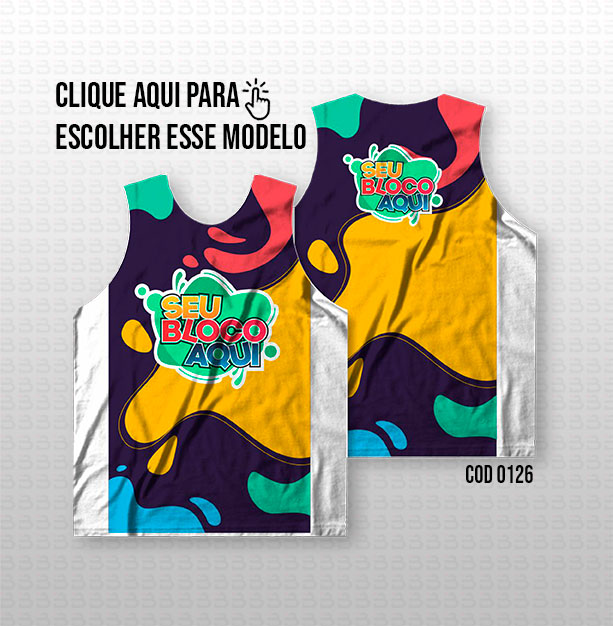 CLIQUE AQUI PARA
ESCOLHER ESSE MODELO
SEU
BLOCO
AQUI
SEU
BLOCO
AQUI
COD 0126